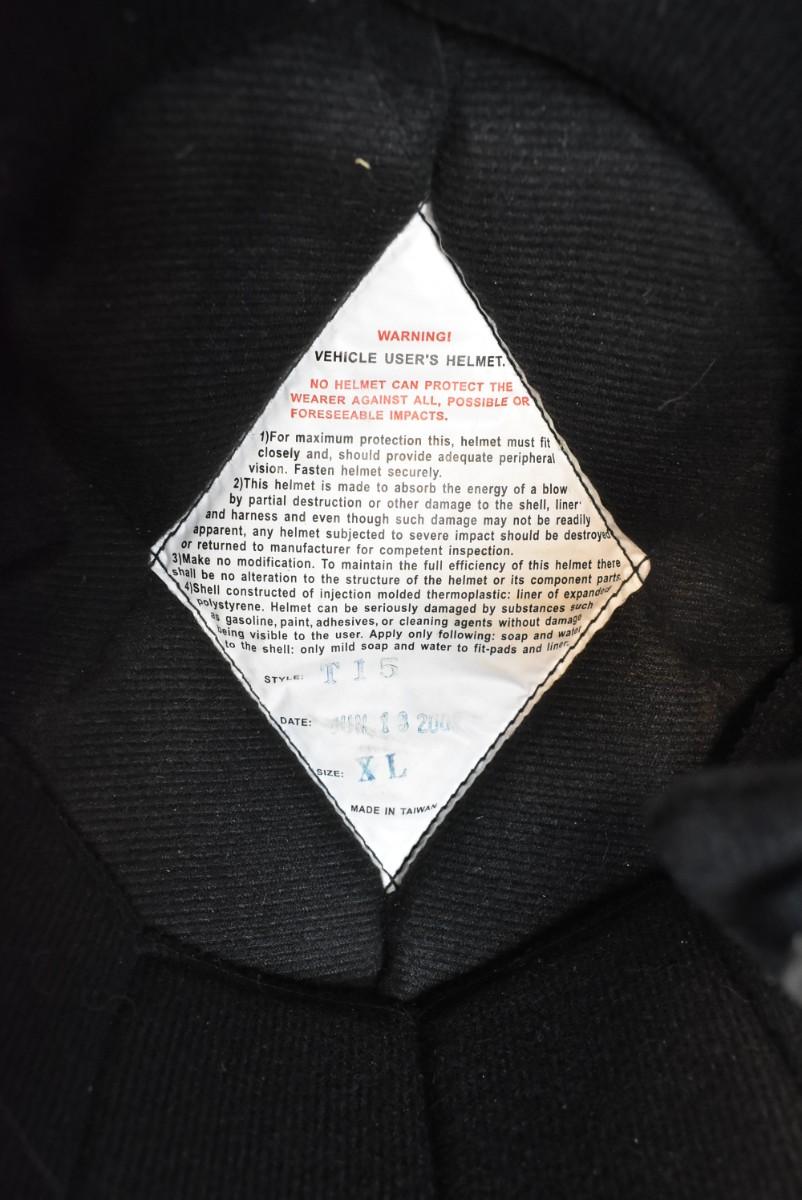 WARNING!
VEHICLE USER'S HELMET.
NO HELMET CAN PROTECT THE
WEARER AGAINST ALL, POSSIBLE OR
FORESEEABLE IMPACTS.
1)For maximum protection this, helmet must fit
closely and, should provide adequate peripheral
vision. Fasten helmet securely.
2)This helmet is made to absorb the energy of a blow
by partial destruction or other damage to the shell, liner
and harness and even though such damage may not be readily
apparent, any helmet subjected to severe impact should be destroyed
or returned to manufacturer for competent inspection.
3)Make no modification. To maintain the full efficiency of this helmet there
shall be no alteration to the structure of the helmet or its component parts.
4)Shell constructed of injection molded thermoplastic: liner of expanded
polystyrene. Helmet can be seriously damaged by substances such
as gasoline, paint, adhesives, or cleaning agents without damage
being visible to the user. Apply only following: soap and water
to the shell: only mild soap and water to fit-pads and liner.
STYLE: T15
DATE: JUN 13
SIZE: XL
MADE IN TAIWAN